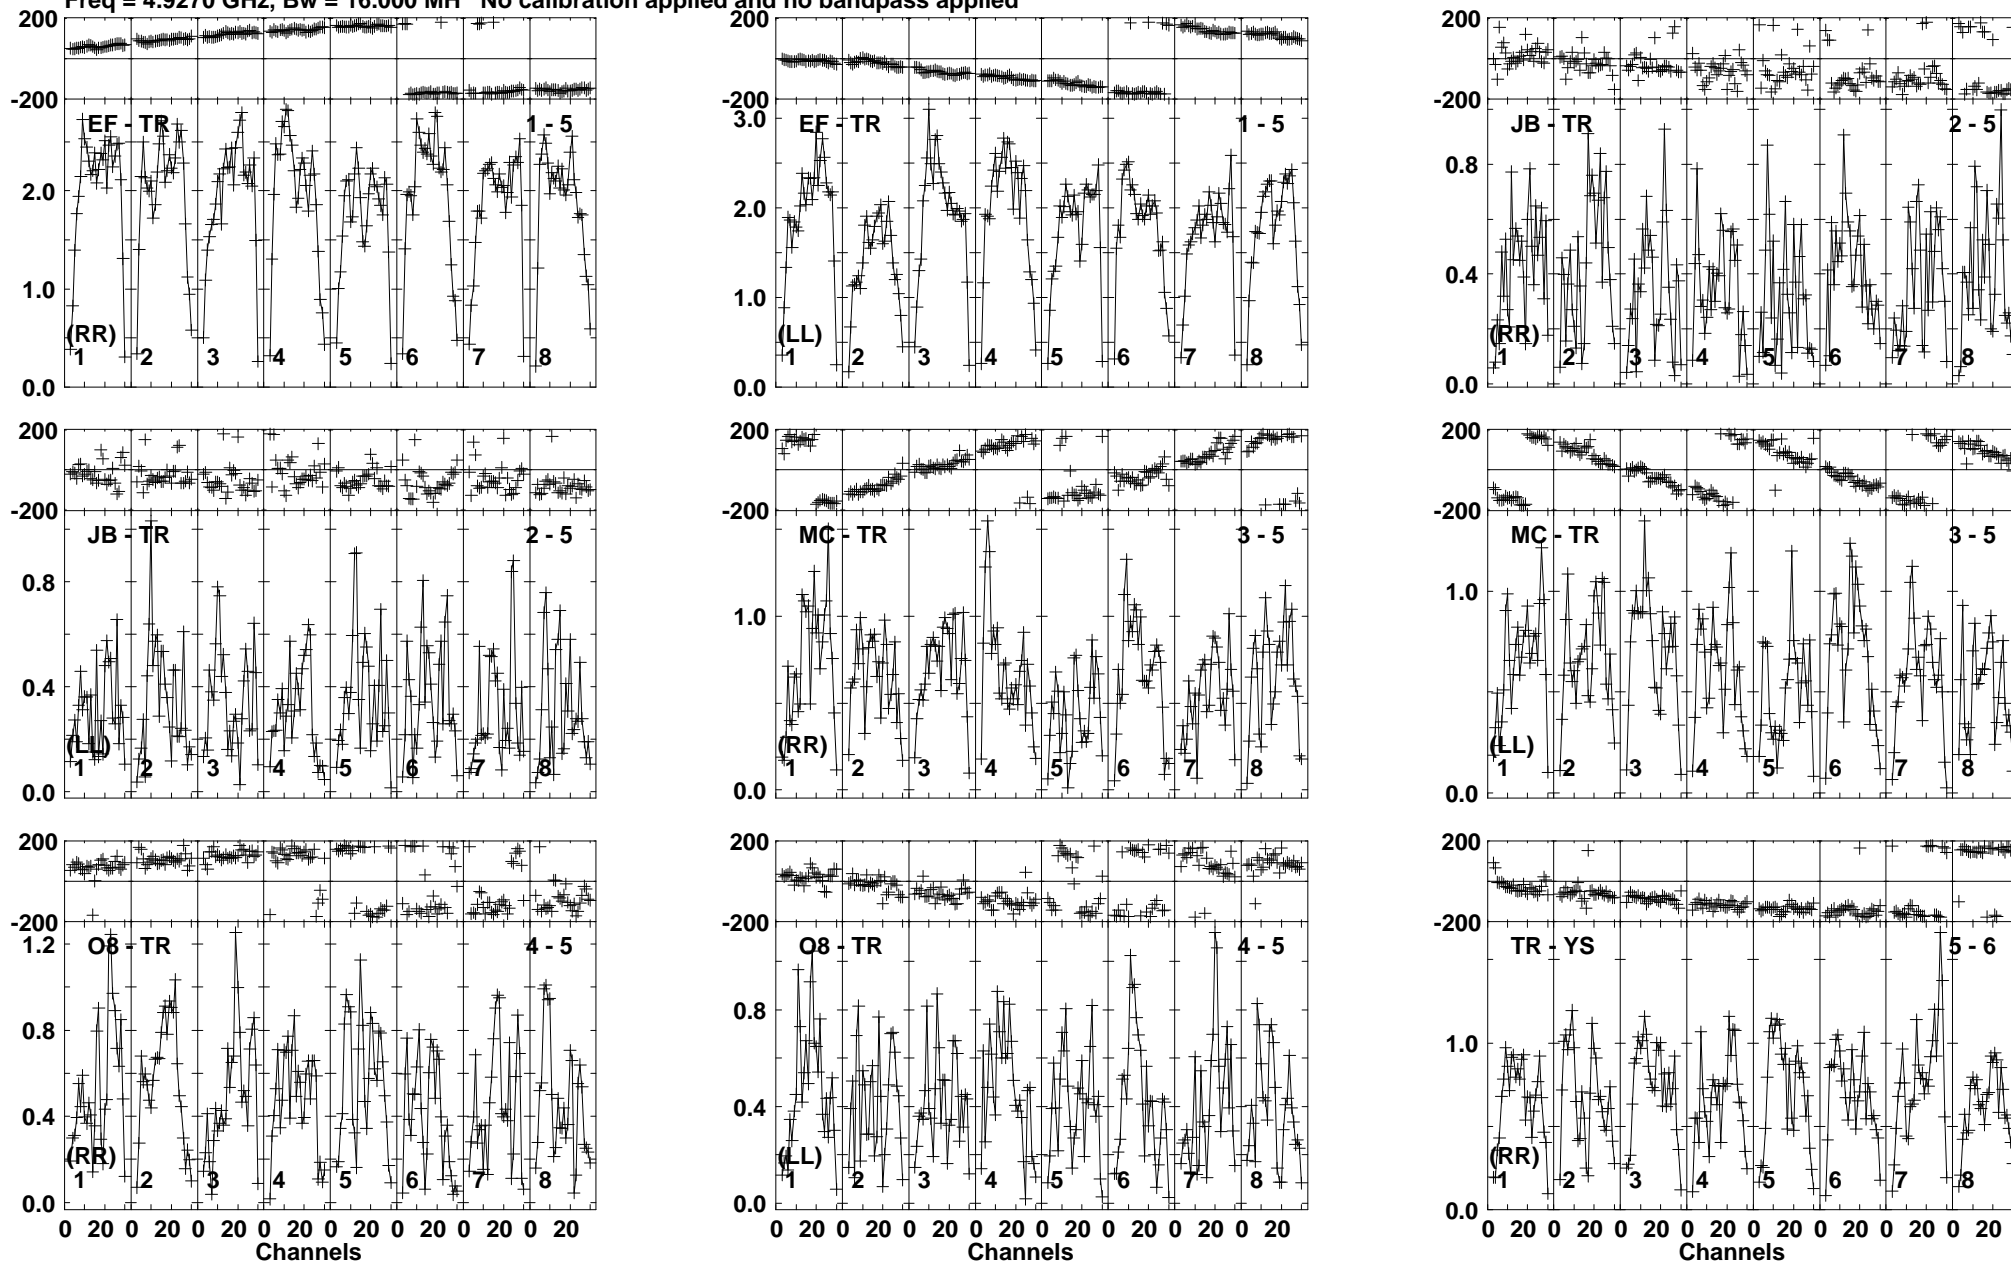 Freq = 4.9270 GHz, Bw = 16.000 MH No calibration applied and no bandpass applied
200 200 200
-200 -200 -200
EF - TR 1 - 5
3.0
2.0
1.0
0.0
(RR)
1 2 3 4 5 6 7 8
EF - TR 1 - 5
3.0
2.0
1.0
0.0
(LL)
1 2 3 4 5 6 7 8
JB - TR 2 - 5
0.8
0.4
0.0
(RR)
1 2 3 4 5 6 7 8
200 200 200
-200 -200 -200
JB - TR 2 - 5
0.8
0.4
0.0
(LL)
1 2 3 4 5 6 7 8
MC - TR 3 - 5
1.0
0.0
(RR)
1 2 3 4 5 6 7 8
MC - TR 3 - 5
1.0
0.0
(LL)
1 2 3 4 5 6 7 8
200 200 200
-200 -200 -200
O8 - TR 4 - 5
1.2
0.8
0.4
0.0
(RR)
1 2 3 4 5 6 7 8
O8 - TR 4 - 5
0.8
0.4
0.0
(LL)
1 2 3 4 5 6 7 8
TR - YS 5 - 6
1.0
0.0
(RR)
1 2 3 4 5 6 7 8
0 20 0 20 0 20 0 20 0 20 0 20 0 20 0 20
Channels
0 20 0 20 0 20 0 20 0 20 0 20 0 20 0 20
0 20 0 20 0 20 0 20 0 20 0 20 0 20 0 20
Channels